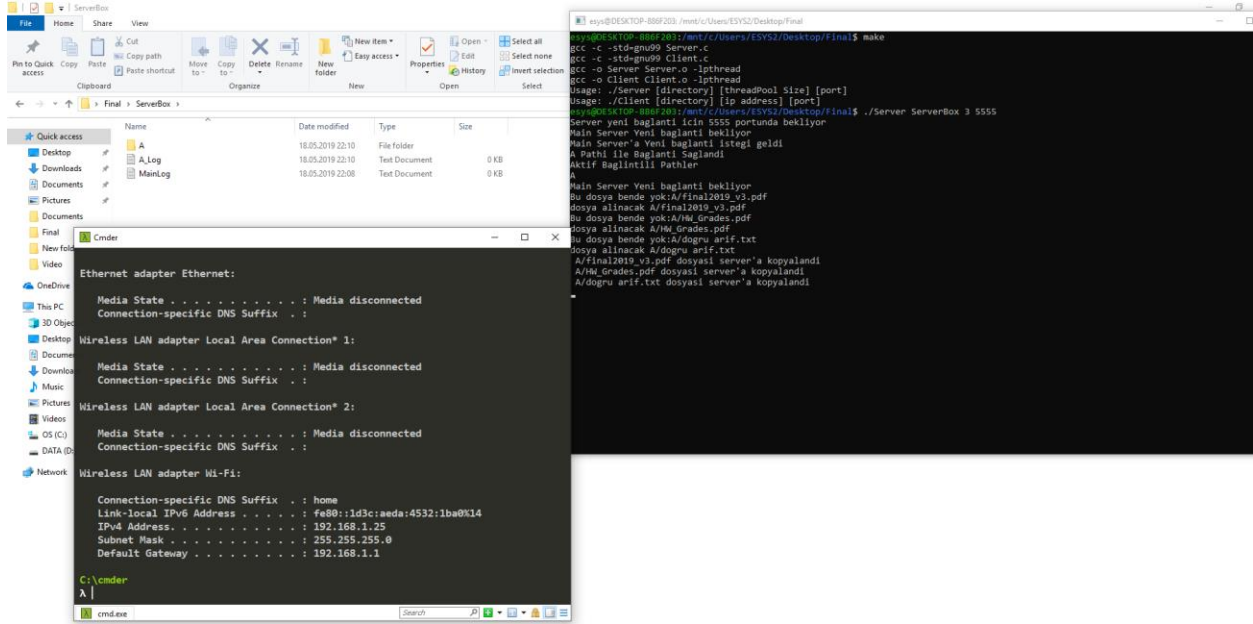 ServerBox
File Home Share View
Pin to Quick access
Copy
Paste
Cut
Copy path
Paste shortcut
Clipboard
Move to
Copy to
Delete
Rename
Organize
New folder
New item
Easy access
New
Properties
Open
Edit
History
Open
Select all
Select none
Invert selection
Select
Final > ServerBox >
Name Date modified Type Size
A 18.05.2019 22:10 File folder
A_Log 18.05.2019 22:10 Text Document 0 KB
MainLog 18.05.2019 22:08 Text Document 0 KB
Quick access
Desktop
Downloads
Documents
Pictures
Documents
Final
New fold
Video
OneDrive
This PC
3D Objec
Desktop
Docume
Downloa
Music
Pictures
Videos
OS (C:)
DATA (D:
Network
Cmder
Ethernet adapter Ethernet:
Media State . . . . . . . . . . . : Media disconnected
Connection-specific DNS Suffix . :
Wireless LAN adapter Local Area Connection* 1:
Media State . . . . . . . . . . . : Media disconnected
Connection-specific DNS Suffix . :
Wireless LAN adapter Local Area Connection* 2:
Media State . . . . . . . . . . . : Media disconnected
Connection-specific DNS Suffix . :
Wireless LAN adapter Wi-Fi:
Connection-specific DNS Suffix . : home
Link-local IPv6 Address . . . . . : fe80::1d3c:aeda:4532:1ba0%14
IPv4 Address. . . . . . . . . . . : 192.168.1.25
Subnet Mask . . . . . . . . . . . : 255.255.255.0
Default Gateway . . . . . . . . . : 192.168.1.1
C:\cmder
λ
cmd.exe
Search
esys@DESKTOP-886F203: /mnt/c/Users/ESYS2/Desktop/Final
esys@DESKTOP-886F203:/mnt/c/Users/ESYS2/Desktop/Final$ make
gcc -c -std=gnu99 Server.c
gcc -c -std=gnu99 Client.c
gcc -o Server Server.o -lpthread
gcc -o Client Client.o -lpthread
Usage: ./Server [directory] [threadPool Size] [port]
Usage: ./Client [directory] [ip address] [port]
esys@DESKTOP-886F203:/mnt/c/Users/ESYS2/Desktop/Final$ ./Server ServerBox 3 5555
Server yeni baglanti icin 5555 portunda bekliyor
Main Server Yeni baglanti bekliyor
Main Server'a Yeni baglanti istegi geldi
A Pathi ile Baglanti Saglandi
Aktif Baglintili Pathler
A
Main Server Yeni baglanti bekliyor
Bu dosya bende yok:A/final2019_v3.pdf
dosya alinacak A/final2019_v3.pdf
Bu dosya bende yok:A/HW_Grades.pdf
dosya alinacak A/HW_Grades.pdf
Bu dosya bende yok:A/dogru arif.txt
dosya alinacak A/dogru arif.txt
A/final2019_v3.pdf dosyasi server'a kopyalandi
A/HW_Grades.pdf dosyasi server'a kopyalandi
A/dogru arif.txt dosyasi server'a kopyalandi